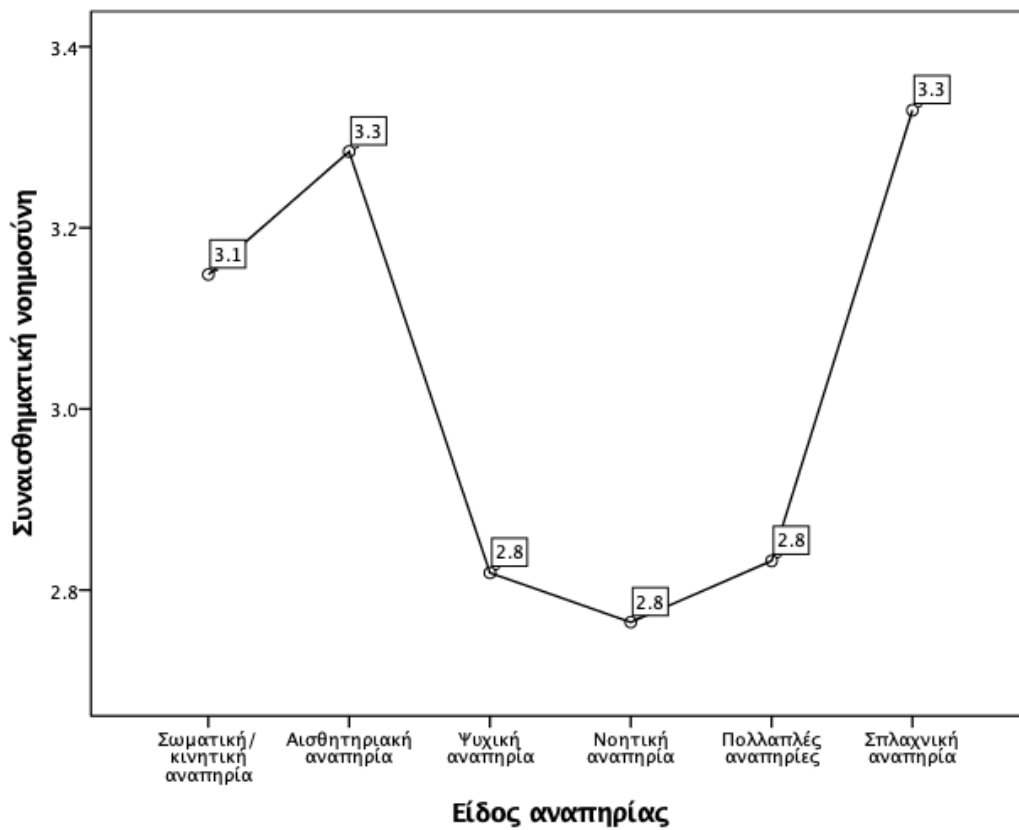 3.4
3.2
3.0
2.8
Συναισθηματική νοημοσύνη
3.1
3.3
2.8
2.8
2.8
3.3
Σωματική/
κινητική
αναπηρία
Αισθητηριακή
αναπηρία
Ψυχική
αναπηρία
Νοητική
αναπηρία
Πολλαπλές
αναπηρίες
Σπλαχνική
αναπηρία
Είδος αναπηρίας